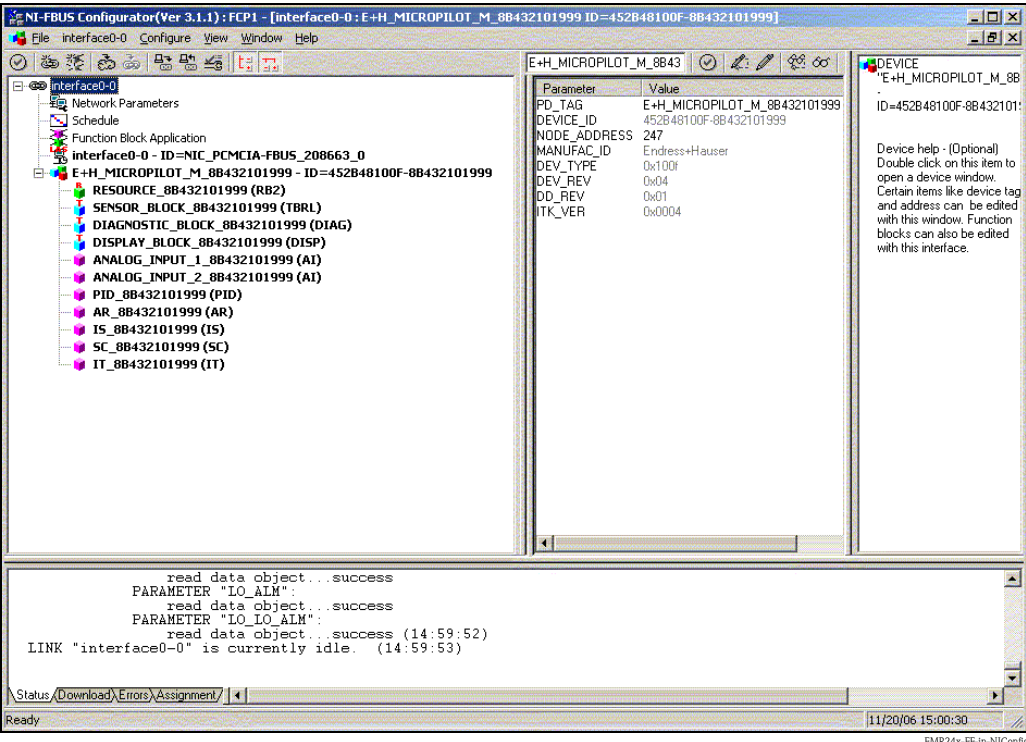 NI-FBUS Configurator(Ver 3.1.1) : FCP1 - [interface0-0 : E+H_MICROPILOT_M_8B432101999 ID=452B48100F-8B432101999]
File interface0-0 Configure View Window Help
interface0-0
Network Parameters
Schedule
Function Block Application
interface0-0 - ID=NIC_PCMCIA-FBUS_208663_0
E+H_MICROPILOT_M_8B432101999 - ID=452B48100F-8B432101999
RESOURCE_8B432101999 (RB2)
SENSOR_BLOCK_8B432101999 (TBRL)
DIAGNOSTIC_BLOCK_8B432101999 (DIAG)
DISPLAY_BLOCK_8B432101999 (DISP)
ANALOG_INPUT_1_8B432101999 (AI)
ANALOG_INPUT_2_8B432101999 (AI)
PID_8B432101999 (PID)
AR_8B432101999 (AR)
IS_8B432101999 (IS)
SC_8B432101999 (SC)
IT_8B432101999 (IT)
E+H_MICROPILOT_M_8B43
Parameter Value
PD_TAG E+H_MICROPILOT_M_8B432101999
DEVICE_ID 452B48100F-8B432101999
NODE_ADDRESS 247
MANUFAC_ID Endress+Hauser
DEV_TYPE 0x100f
DEV_REV 0x04
DD_REV 0x01
ITK_VER 0x0004
DEVICE
"E+H_MICROPILOT_M_8B
-
ID=452B48100F-8B432101
Device help - (Optional)
Double click on this item to
open a device window.
Certain items like device tag
and address can be edited
with this window. Function
blocks can also be edited
with this interface.
read data object...success
PARAMETER "LO_ALM":
read data object...success
PARAMETER "LO_LO_ALM":
read data object...success (14:59:52)
LINK "interface0-0" is currently idle. (14:59:53)
Status Download Errors Assignment
Ready 11/20/06 15:00:30